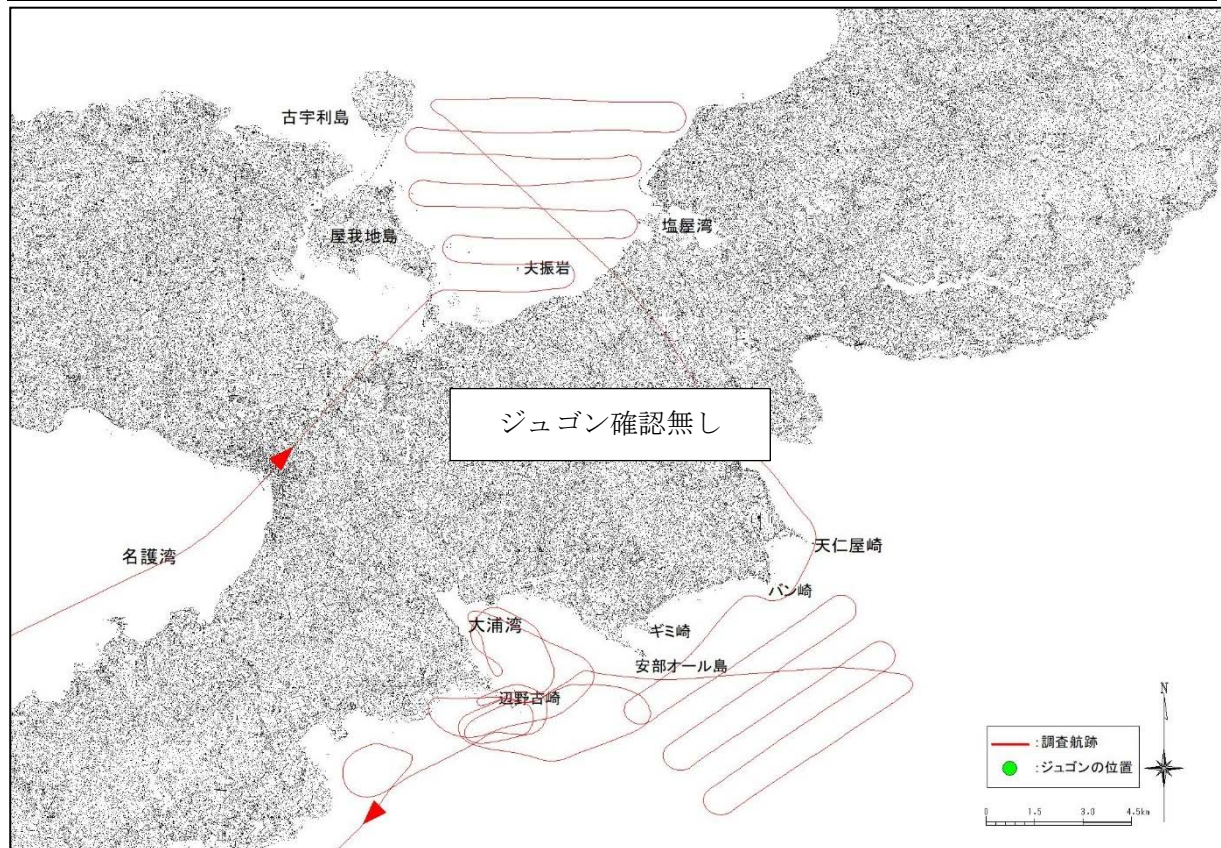 古宇利島
屋我地島
塩屋湾
夫振岩
ジュゴン確認無し
名護湾
天仁屋崎
バン崎
大浦湾
ギミ崎
安部オール島
辺野古崎
N
:調査航跡
:ジュゴンの位置
0 1.5 3.0 4.5km